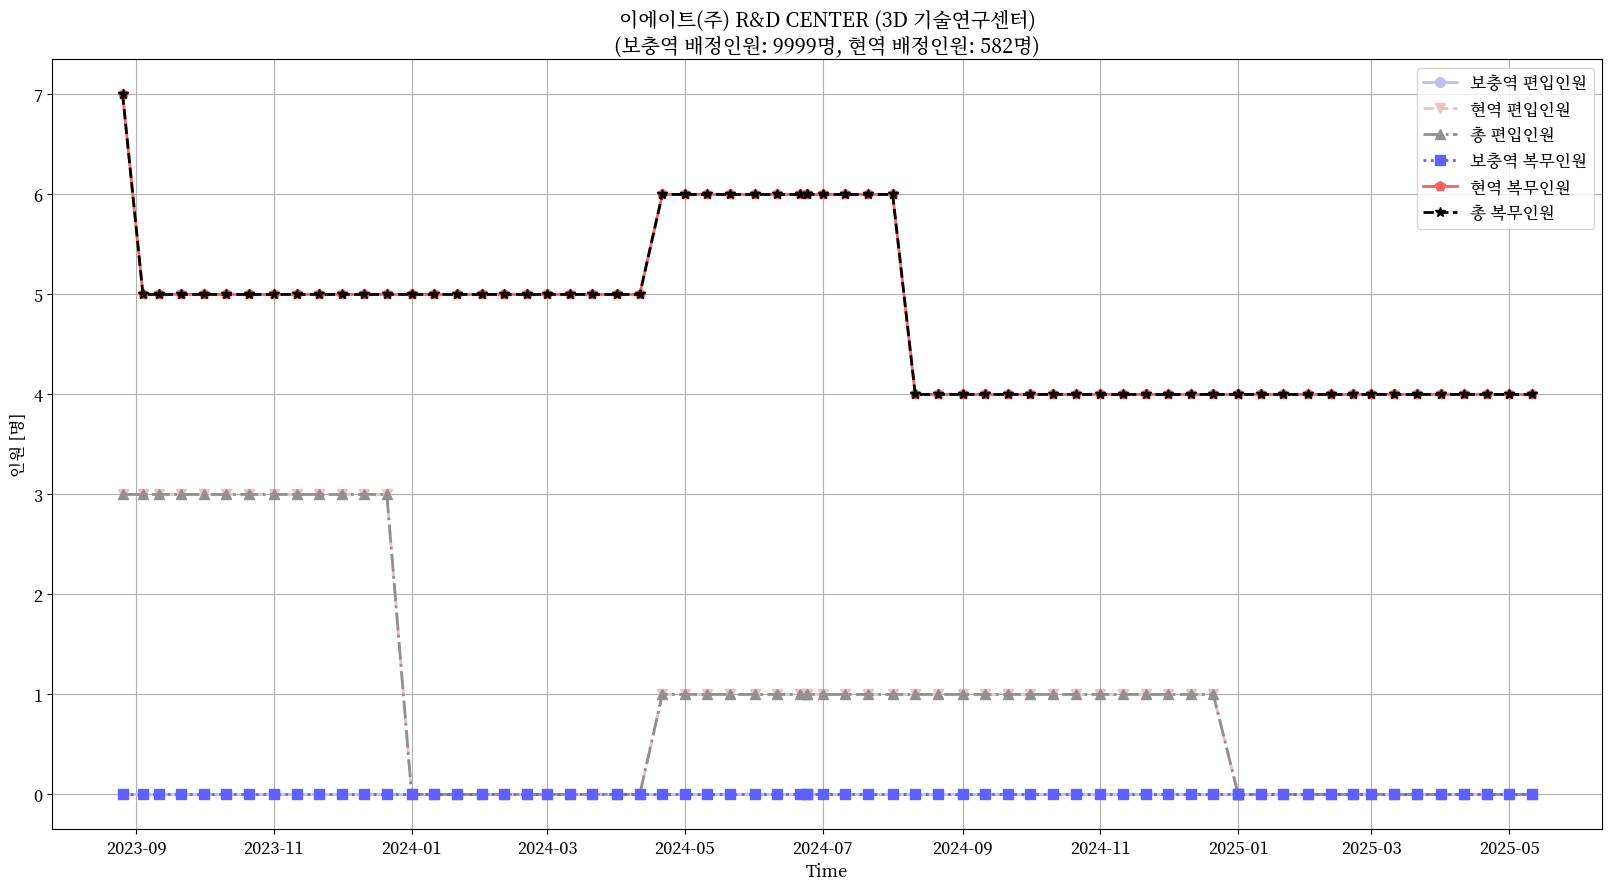 이에이트(주) R&D CENTER (3D 기술연구센터)
(보충역 배정인원: 9999명, 현역 배정인원: 582명)
보충역 편입인원
현역 편입인원
총 편입인원
보충역 복무인원
현역 복무인원
총 복무인원
인원 [명]
7
6
5
4
3
2
1
0
2023-09 2023-11 2024-01 2024-03 2024-05 2024-07 2024-09 2024-11 2025-01 2025-03 2025-05
Time